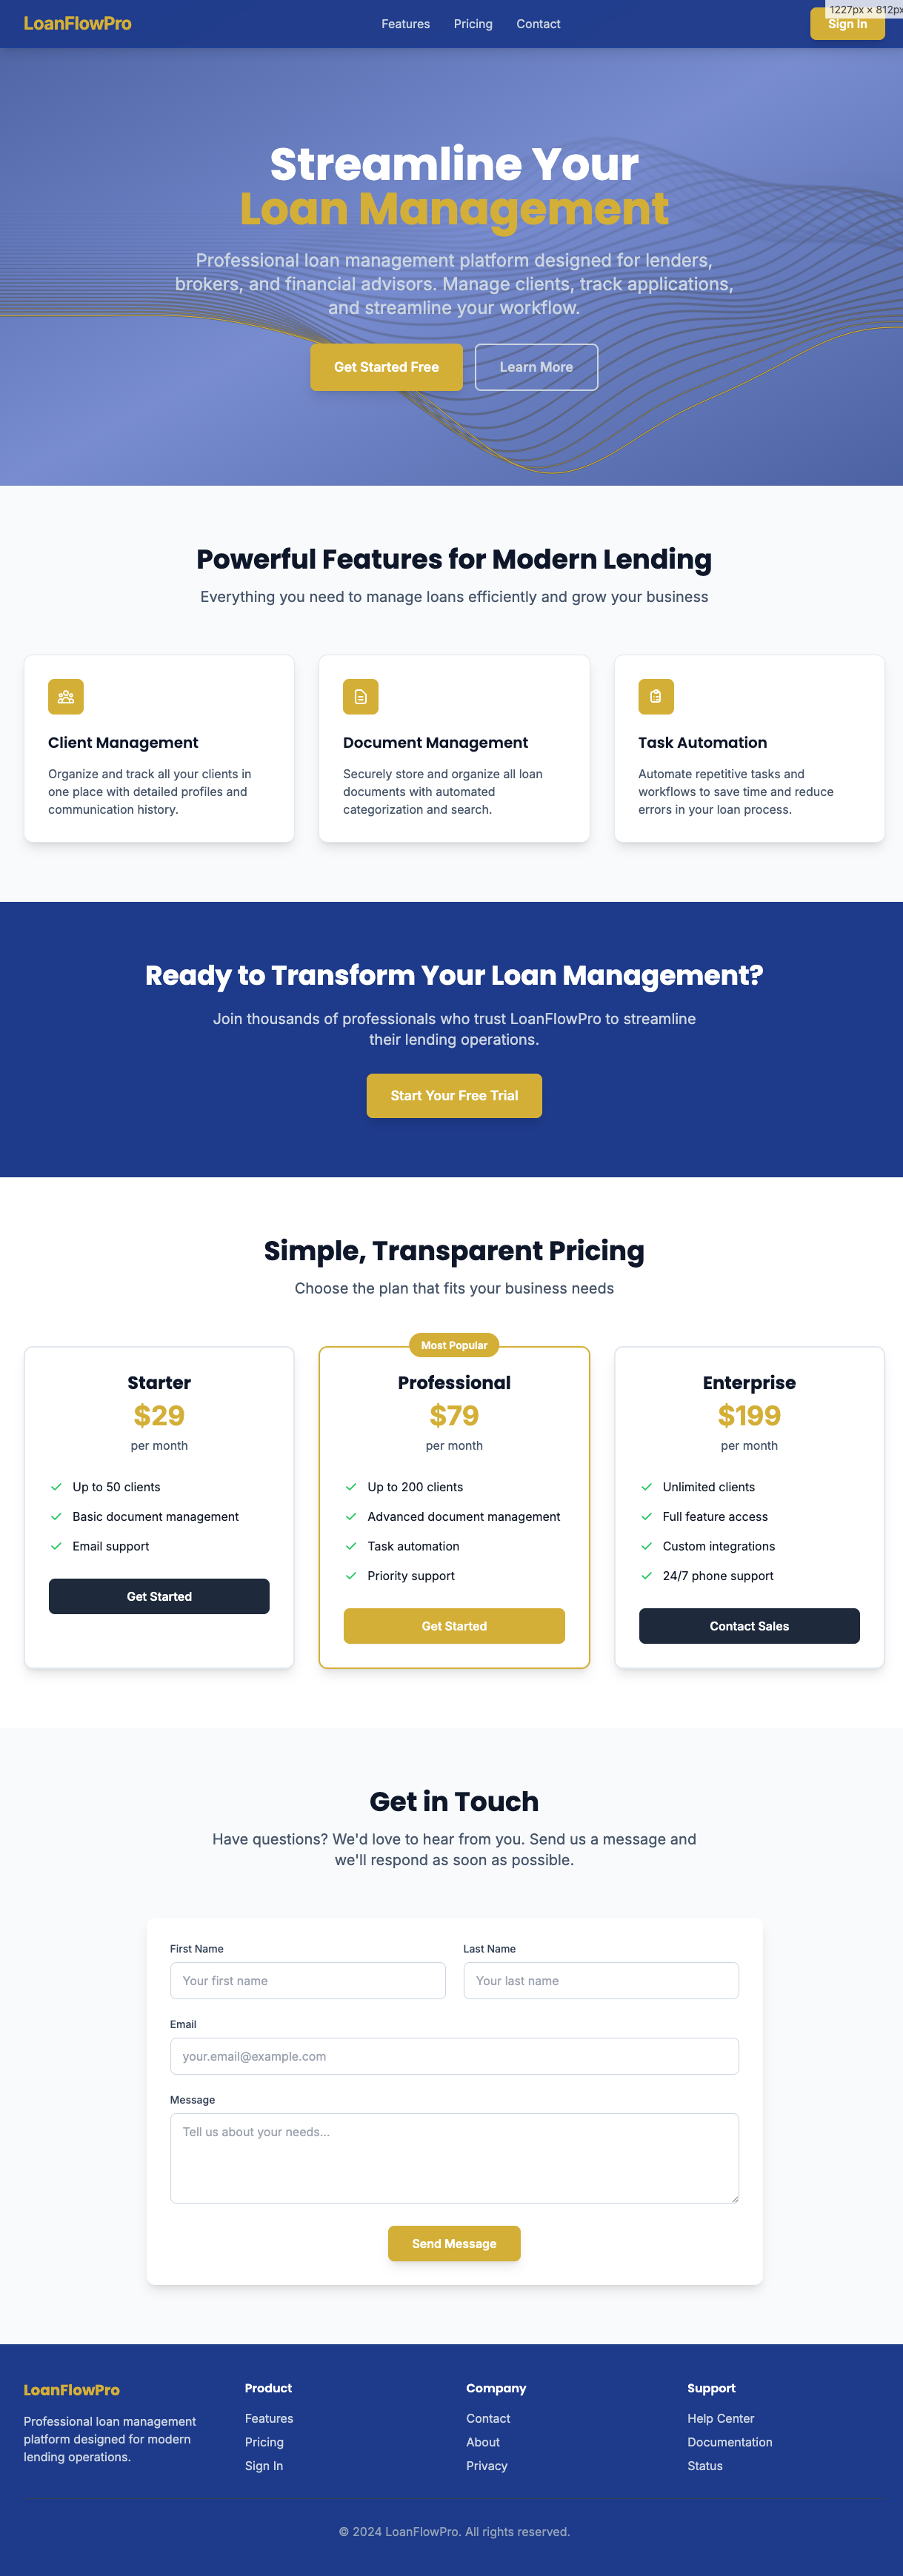 LoanFlowPro
Features
Pricing
Contact
1227px × 812px
Sign In
Streamline Your
Loan Management
Professional loan management platform designed for lenders,
brokers, and financial advisors. Manage clients, track applications,
and streamline your workflow.
Get Started Free
Learn More
Powerful Features for Modern Lending
Everything you need to manage loans efficiently and grow your business
Client Management
Organize and track all your clients in
one place with detailed profiles and
communication history.
Document Management
Securely store and organize all loan
documents with automated
categorization and search.
Task Automation
Automate repetitive tasks and
workflows to save time and reduce
errors in your loan process.
Ready to Transform Your Loan Management?
Join thousands of professionals who trust LoanFlowPro to streamline
their lending operations.
Start Your Free Trial
Simple, Transparent Pricing
Choose the plan that fits your business needs
Starter
$29
per month
Up to 50 clients
Basic document management
Email support
Get Started
Most Popular
Professional
$79
per month
Up to 200 clients
Advanced document management
Task automation
Priority support
Get Started
Enterprise
$199
per month
Unlimited clients
Full feature access
Custom integrations
24/7 phone support
Contact Sales
Get in Touch
Have questions? We'd love to hear from you. Send us a message and
we'll respond as soon as possible.
First Name
Your first name
Last Name
Your last name
Email
your.email@example.com
Message
Tell us about your needs...
Send Message
LoanFlowPro
Professional loan management
platform designed for modern
lending operations.
Product
Features
Pricing
Sign In
Company
Contact
About
Privacy
Support
Help Center
Documentation
Status
© 2024 LoanFlowPro. All rights reserved.